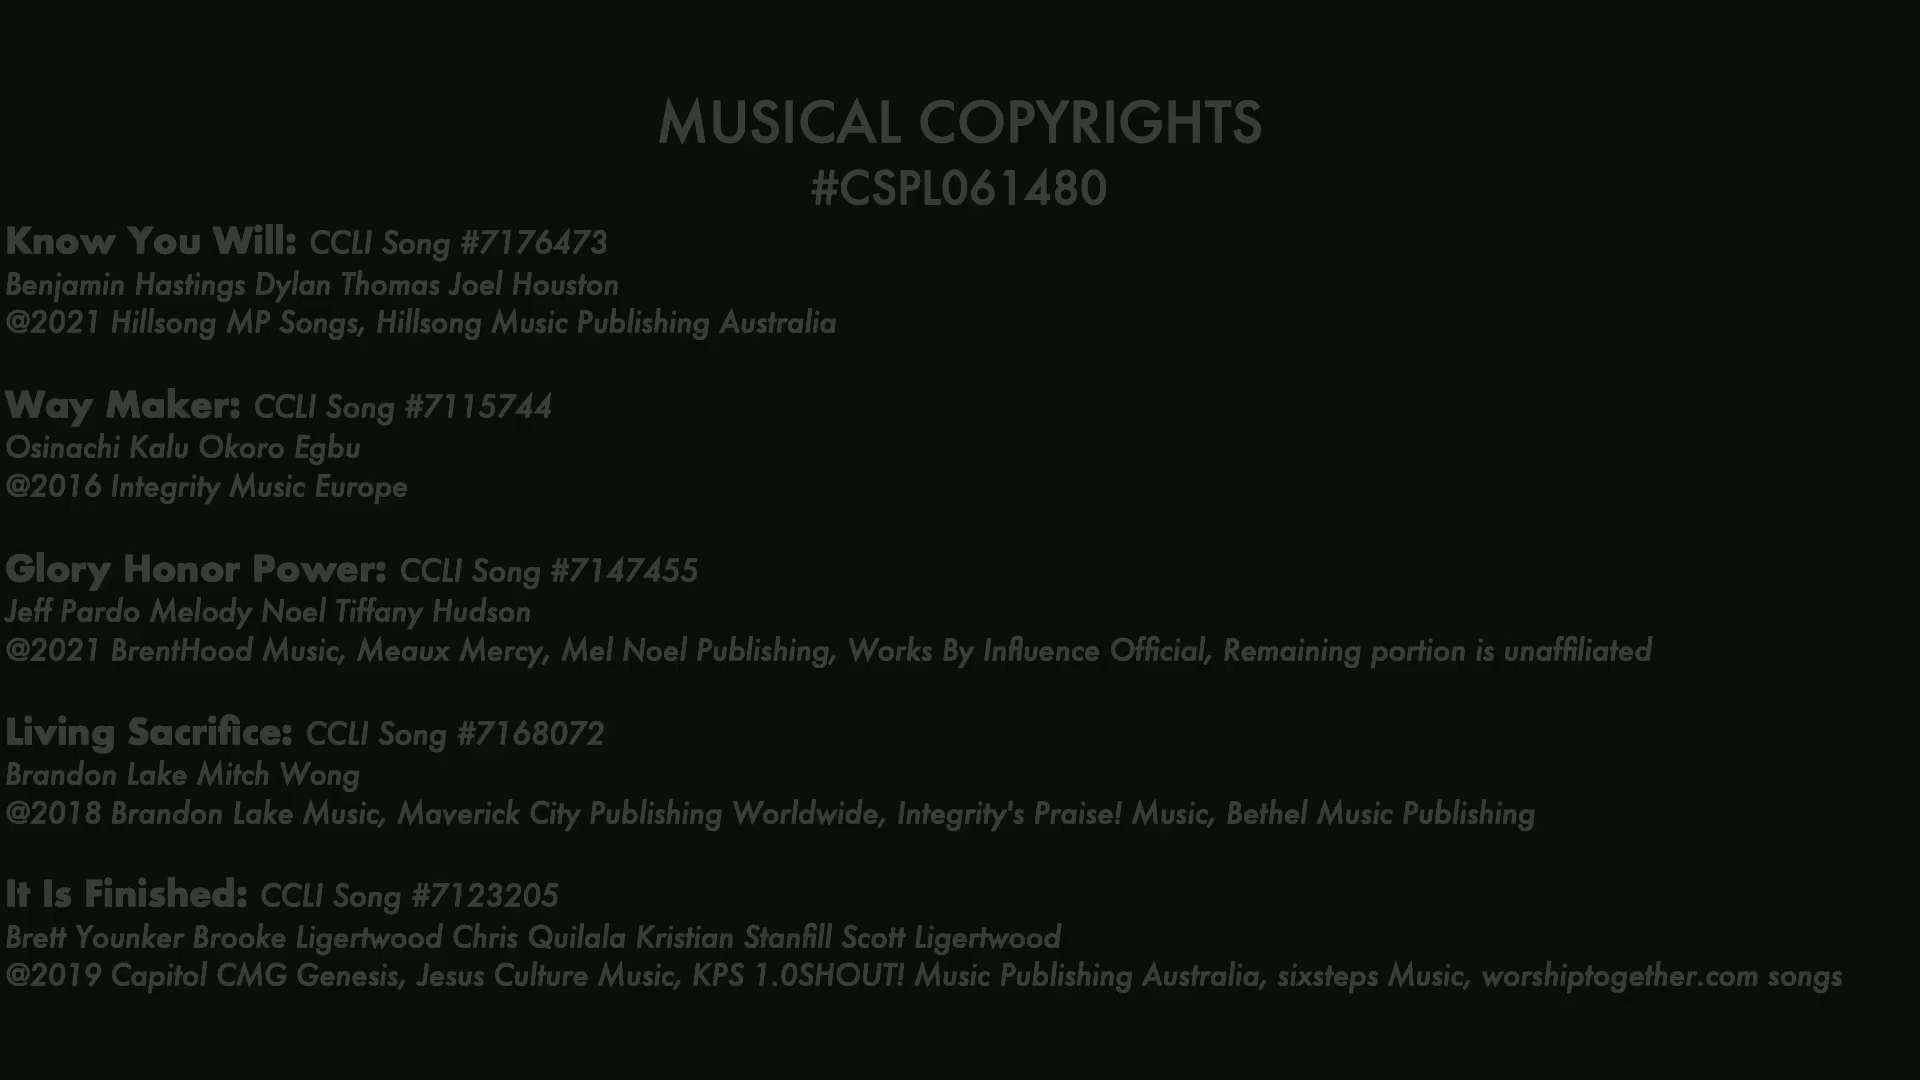 MUSICAL COPYRIGHTS
#CSPL061480
Know You Will: CCLI Song #7176473
Benjamin Hastings Dylan Thomas Joel Houston
@2021 Hillsong MP Songs, Hillsong Music Publishing Australia
Way Maker: CCLI Song #7115744
Osinachi Kalu Okoro Egbu
@2016 Integrity Music Europe
Glory Honor Power: CCLI Song #7147455
Jeff Pardo Melody Noel Tiffany Hudson
@2021 BrentHood Music, Meaux Mercy, Mel Noel Publishing, Works By Influence Official, Remaining portion is unaffiliated
Living Sacrifice: CCLI Song #7168072
Brandon Lake Mitch Wong
@2018 Brandon Lake Music, Maverick City Publishing Worldwide, Integrity's Praise! Music, Bethel Music Publishing
It Is Finished: CCLI Song #7123205
Brett Younker Brooke Ligertwood Chris Quilala Kristian Stanfill Scott Ligertwood
@2019 Capitol CMG Genesis, Jesus Culture Music, KPS 1.0SHOUT! Music Publishing Australia, sixsteps Music, worshiptogether.com songs